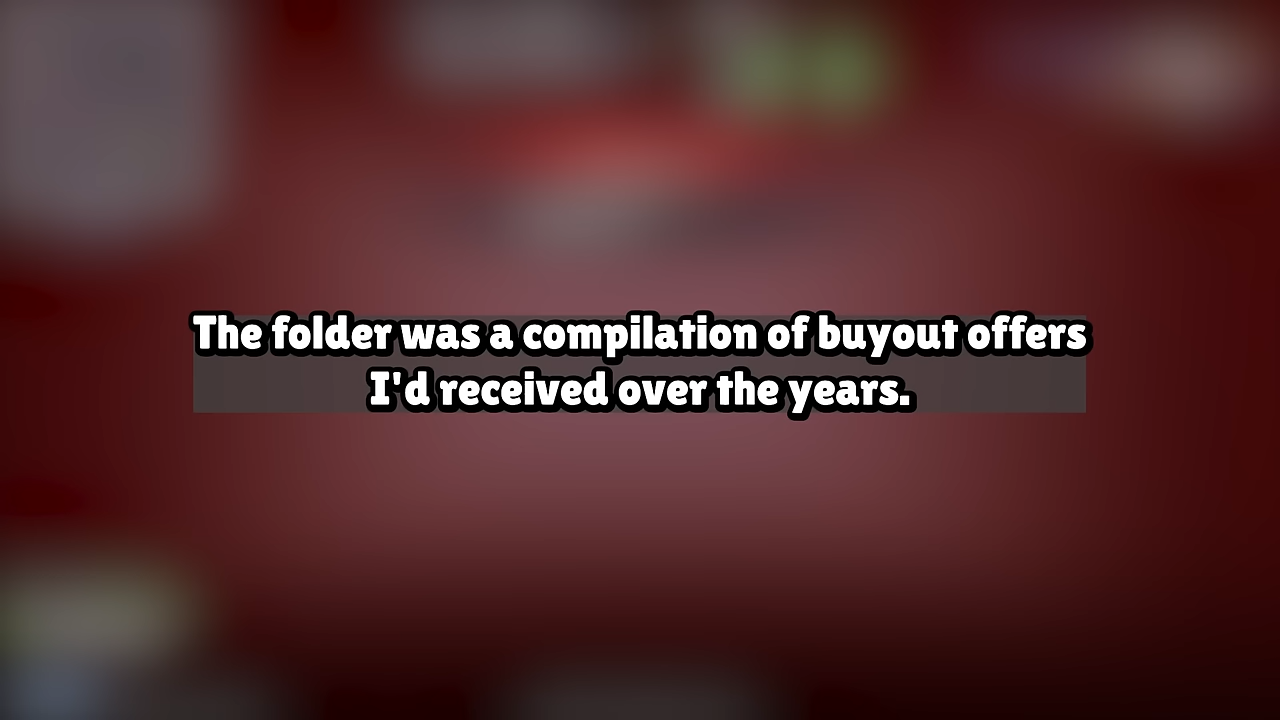 The folder was a compilation of buyout offers
I'd received over the years.